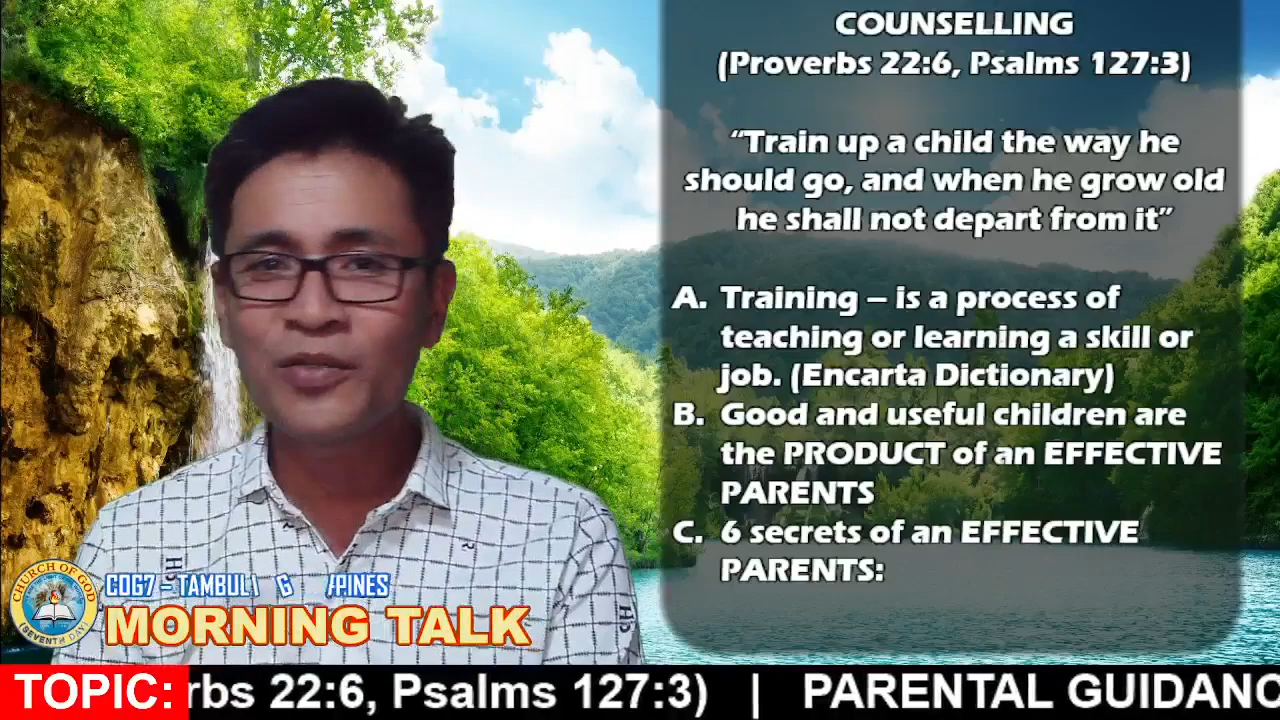 COUNSELLING
(Proverbs 22:6, Psalms 127:3)
“Train up a child the way he
should go, and when he grow old
he shall not depart from it”
A. Training – is a process of
teaching or learning a skill or
job. (Encarta Dictionary)
B. Good and useful children are
the PRODUCT of an EFFECTIVE
PARENTS
C. 6 secrets of an EFFECTIVE
PARENTS:
CHURCH OF GOD
(SEVENTH DAY)
COG7 – TAMBULI G /PINES
MORNING TALK
TOPIC: rbs 22:6, Psalms 127:3) | PARENTAL GUIDANC